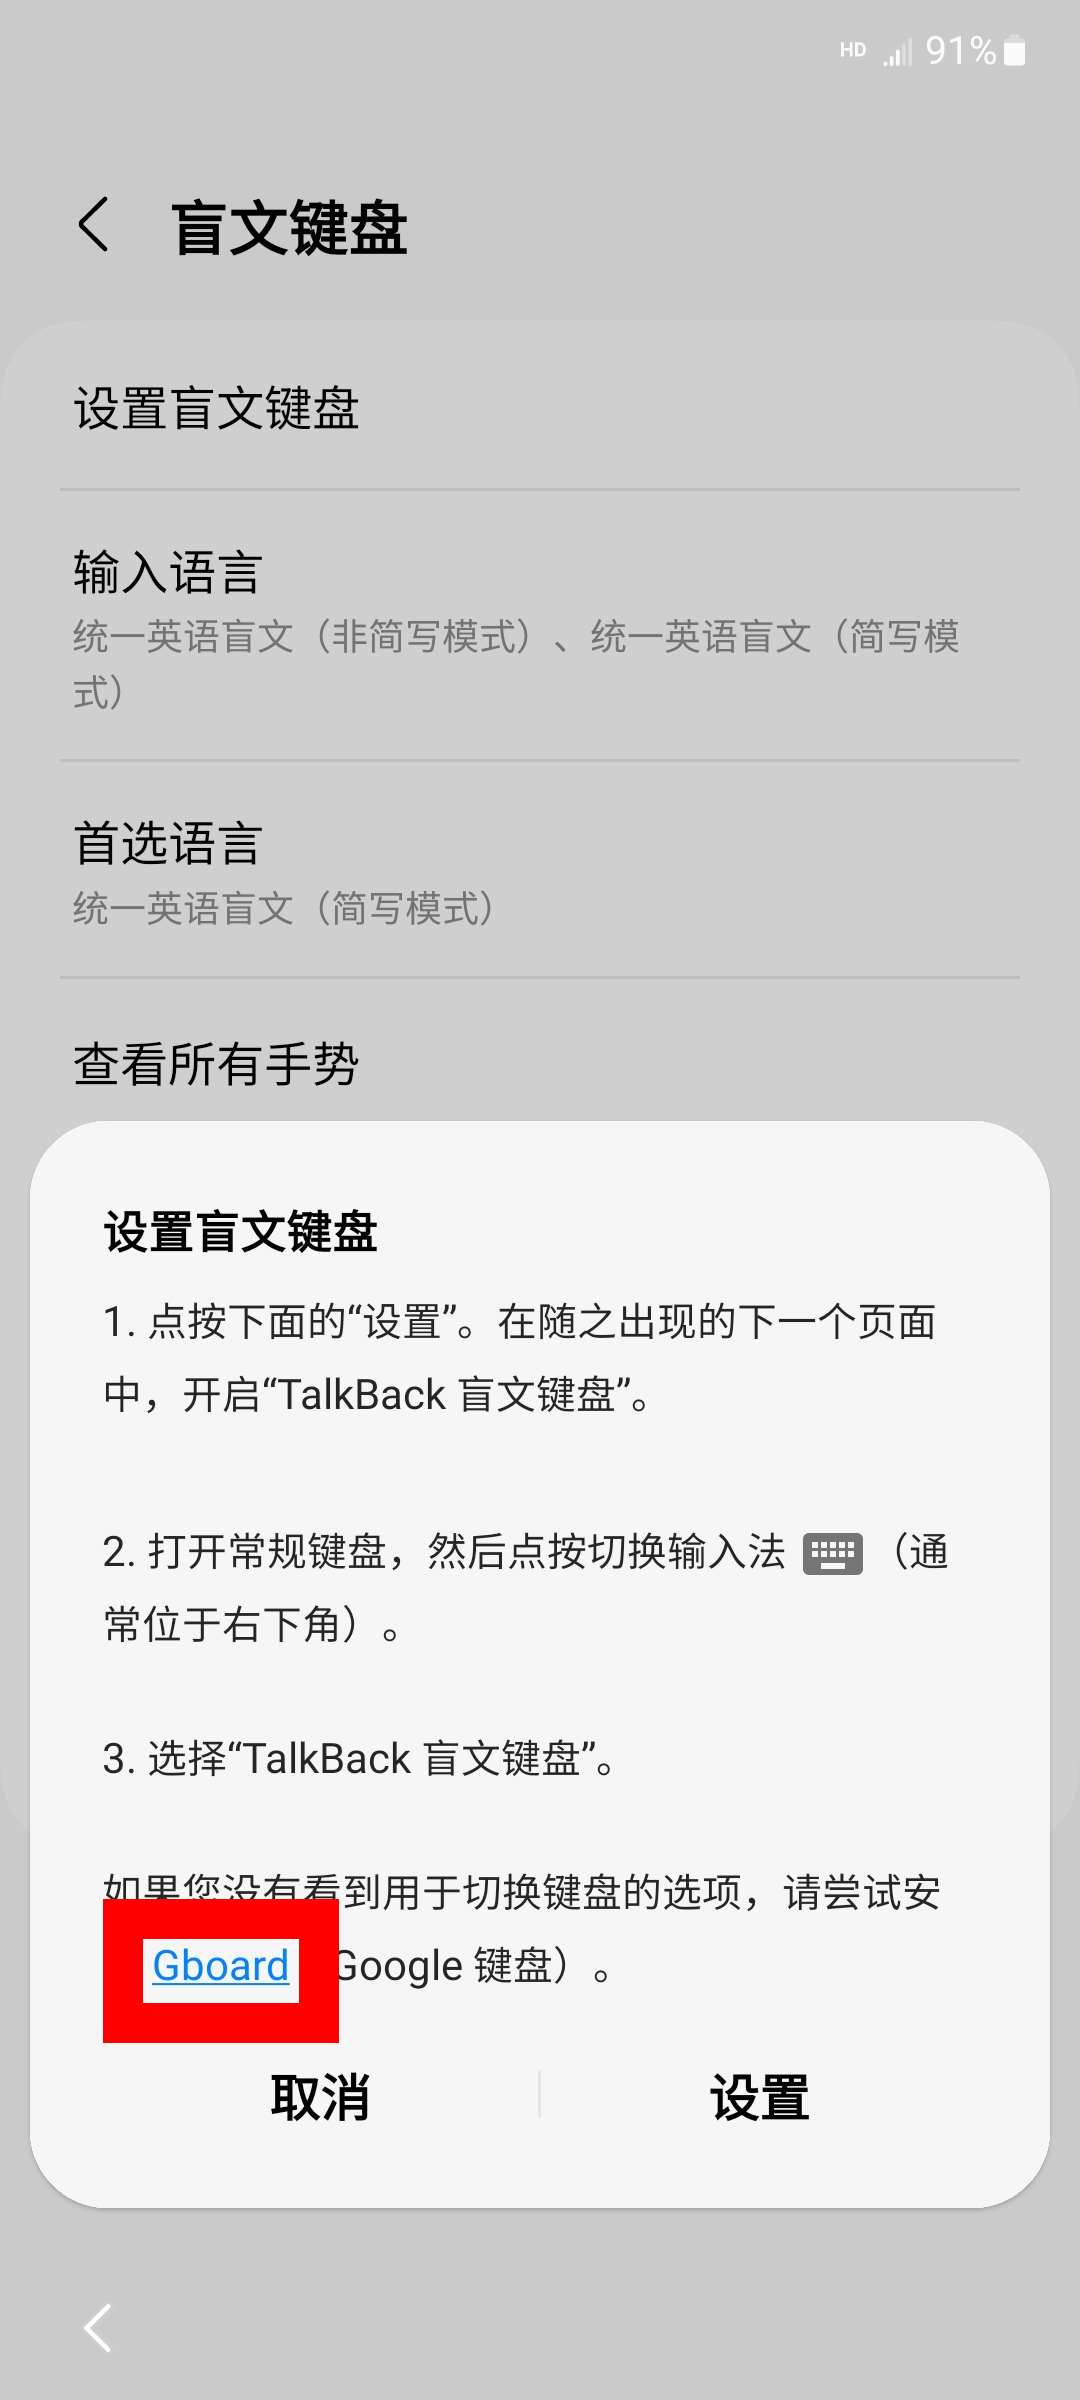 HD 91%
盲文键盘
设置盲文键盘
输入语言
统一英语盲文（非简写模式）、统一英语盲文（简写模
式）
首选语言
统一英语盲文（简写模式）
查看所有手势
设置盲文键盘
1. 点按下面的“设置”。在随之出现的下一个页面
中，开启“TalkBack 盲文键盘”。
2. 打开常规键盘，然后点按切换输入法 （通
常位于右下角）。
3. 选择“TalkBack 盲文键盘”。
如果您没有看到用于切换键盘的选项，请尝试安
Gboard Google 键盘）。
取消
设置